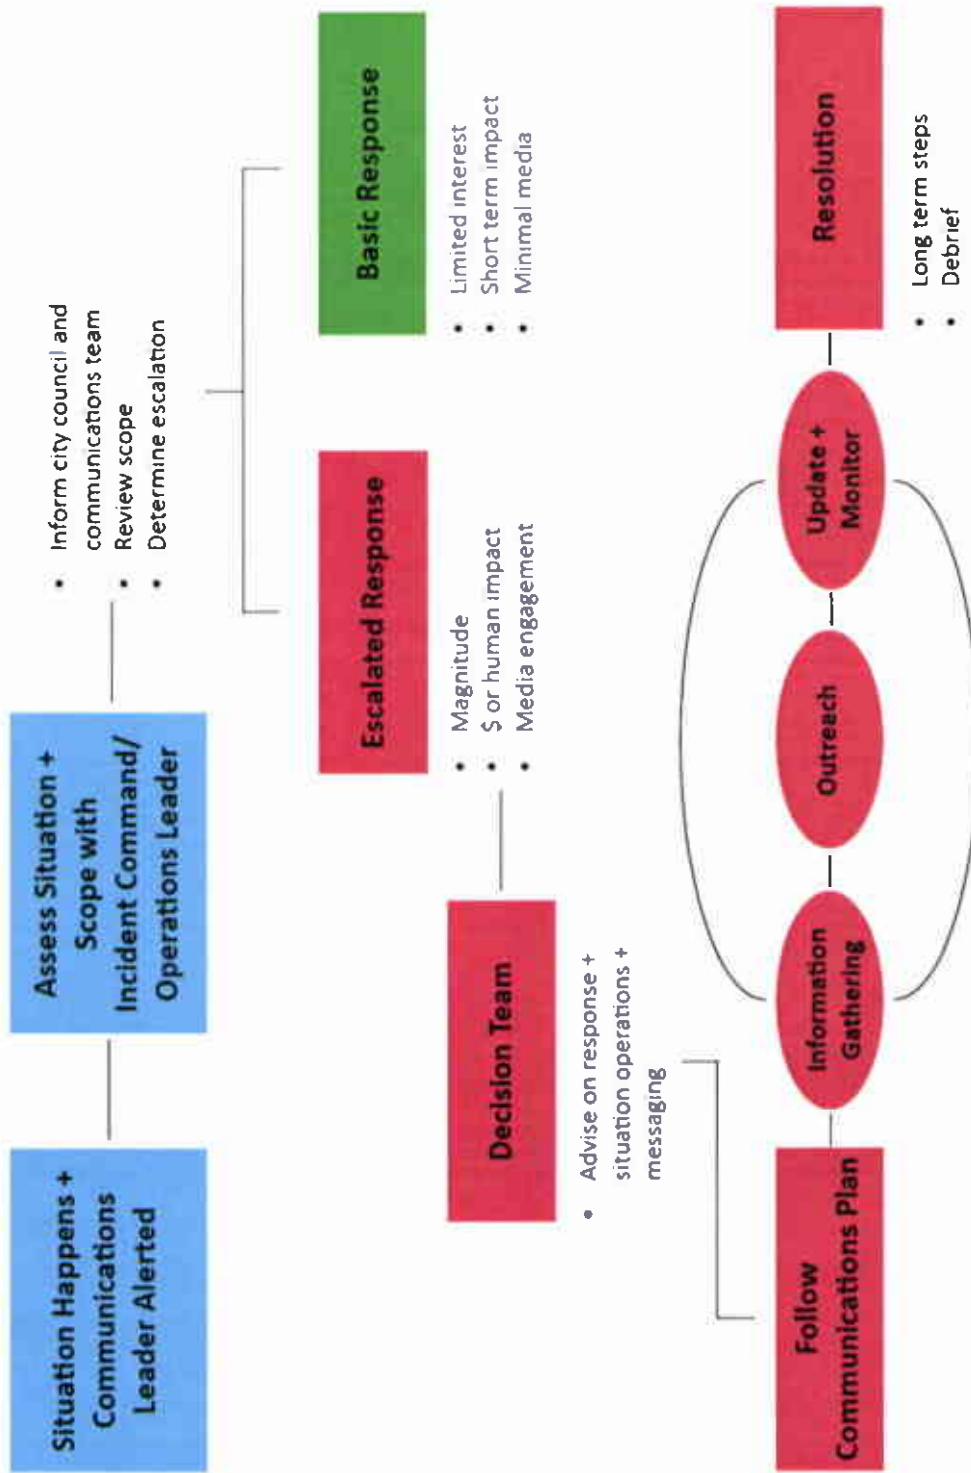 Situation Happens +
Communications
Leader Alerted
Assess Situation +
Scope with
Incident Command/
Operations Leader
• Inform city council and
communications team
• Review scope
• Determine escalation
Escalated Response
• Magnitude
• $ or human impact
• Media engagement
Basic Response
• Limited interest
• Short term impact
• Minimal media
Decision Team
• Advise on response +
situation operations +
messaging
Follow
Communications Plan
Information
Gathering
Outreach
Update +
Monitor
Resolution
• Long term steps
• Debrief